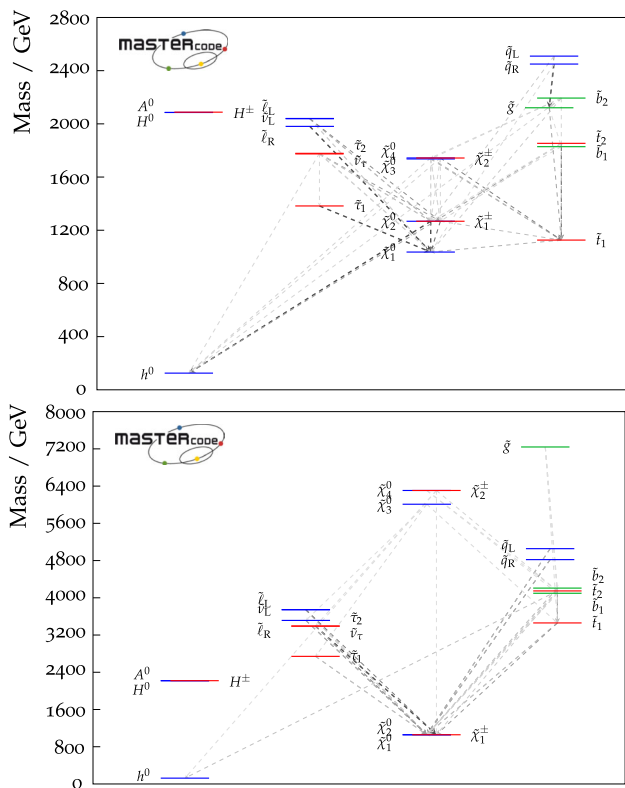 Mass / GeV
2800
2400
2000
1600
1200
800
400
0
MASTERCODE
A⁰
H⁰
H±
h⁰
ℓ̃L
ν̃L
ℓ̃R
τ̃2
ν̃τ
τ̃1
χ̃⁰4
χ̃⁰3
χ̃±2
χ̃⁰2
χ̃±1
χ̃⁰1
q̃L
q̃R
g̃
b̃2
t̃2
b̃1
t̃1
Mass / GeV
8000
7200
6400
5600
4800
4000
3200
2400
1600
800
0
MASTERCODE
A⁰
H⁰
H±
h⁰
ℓ̃L
ν̃L
ℓ̃R
τ̃2
ν̃τ
τ̃1
χ̃⁰4
χ̃⁰3
χ̃±2
χ̃⁰2
χ̃⁰1
χ̃±1
g̃
q̃L
q̃R
b̃2
t̃2
b̃1
t̃1